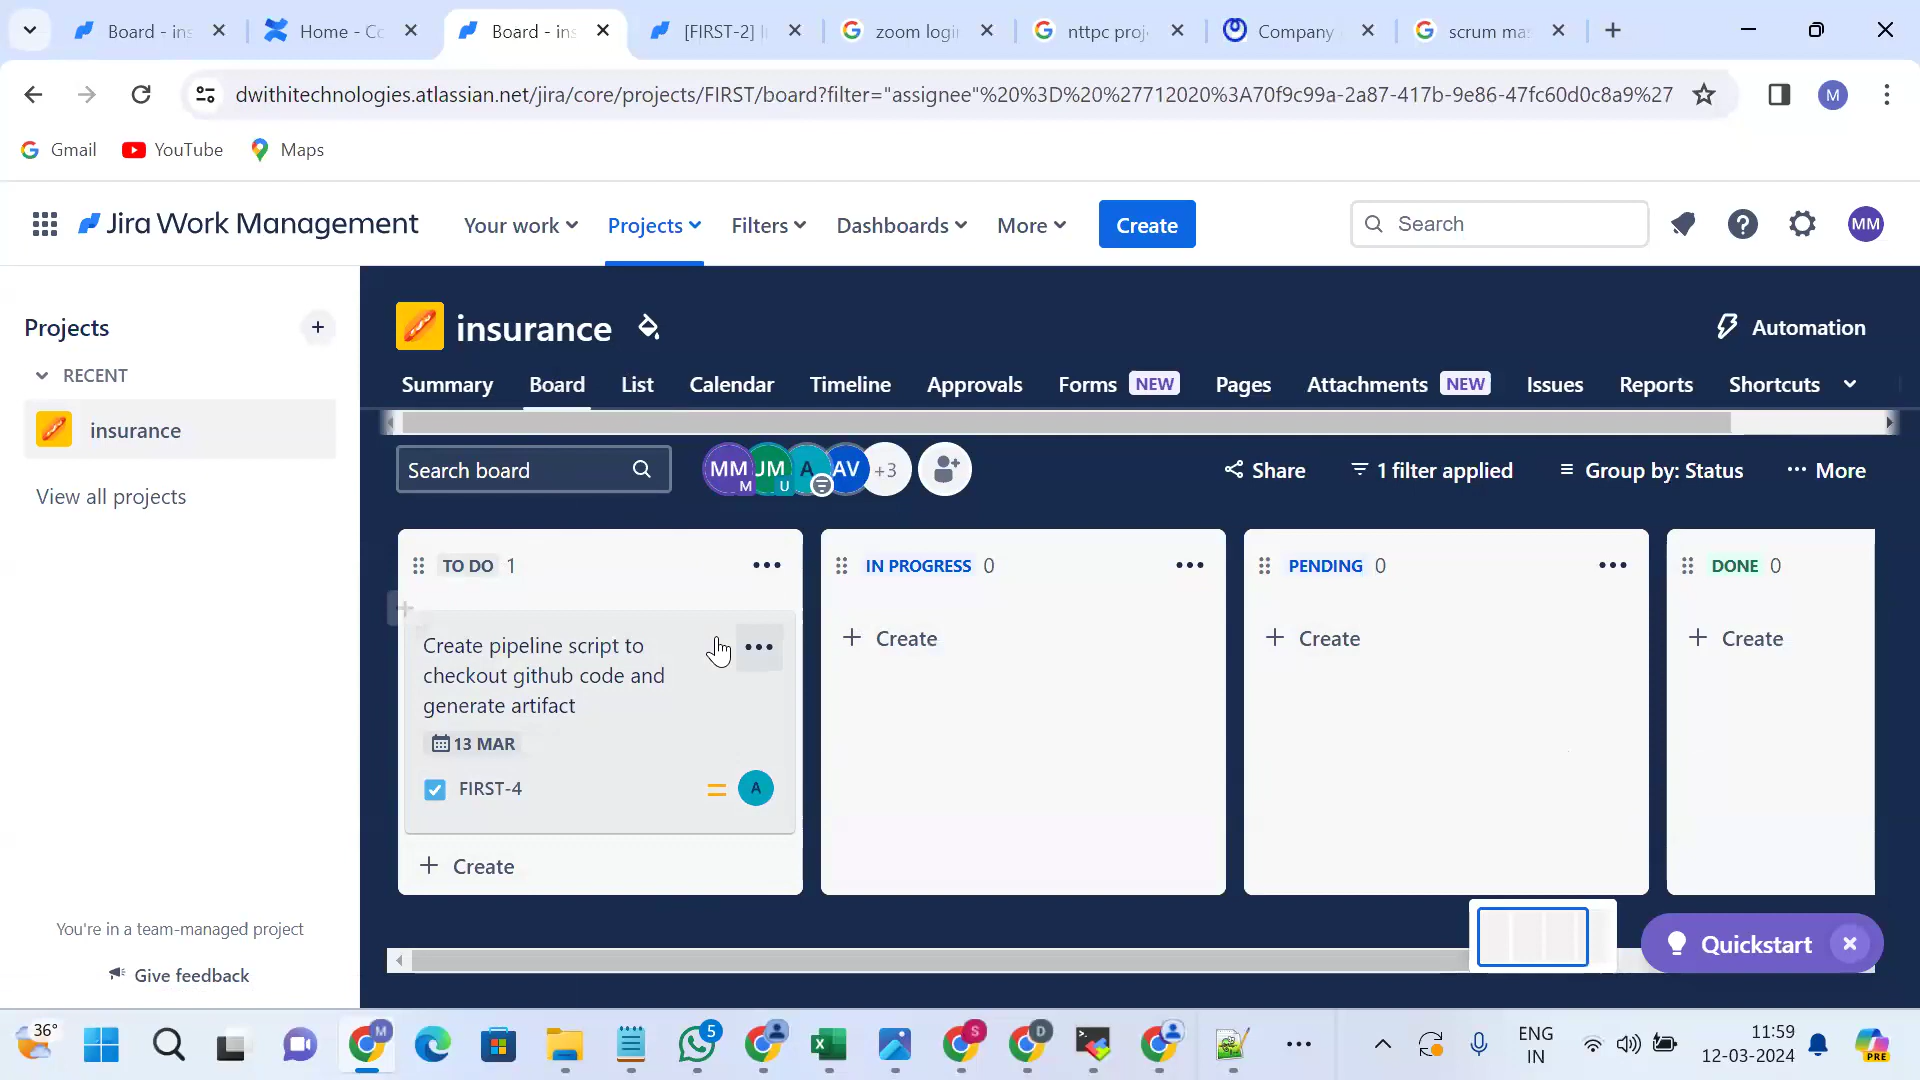 Board - ins
Home - Co
Board - ins
[FIRST-2] I
zoom login
nttpc proj
Company
scrum mas
dwithitechnologies.atlassian.net/jira/core/projects/FIRST/board?filter="assignee"%20%3D%20%27712020%3A70f9c99a-2a87-417b-9e86-47fc60d0c8a9%27
M
Gmail
YouTube
Maps
Jira Work Management
Your work
Projects
Filters
Dashboards
More
Create
Search
MM
Projects
RECENT
insurance
View all projects
You're in a team-managed project
Give feedback
insurance
Automation
Summary
Board
List
Calendar
Timeline
Approvals
Forms NEW
Pages
Attachments NEW
Issues
Reports
Shortcuts
Search board
MM M
JM U
A
AV
+3
Share
1 filter applied
Group by: Status
More
TO DO 1
Create pipeline script to
checkout github code and
generate artifact
13 MAR
FIRST-4
A
Create
IN PROGRESS 0
Create
PENDING 0
Create
DONE 0
Create
Quickstart
36°
M
5
S
D
ENG
IN
11:59
12-03-2024
PRE